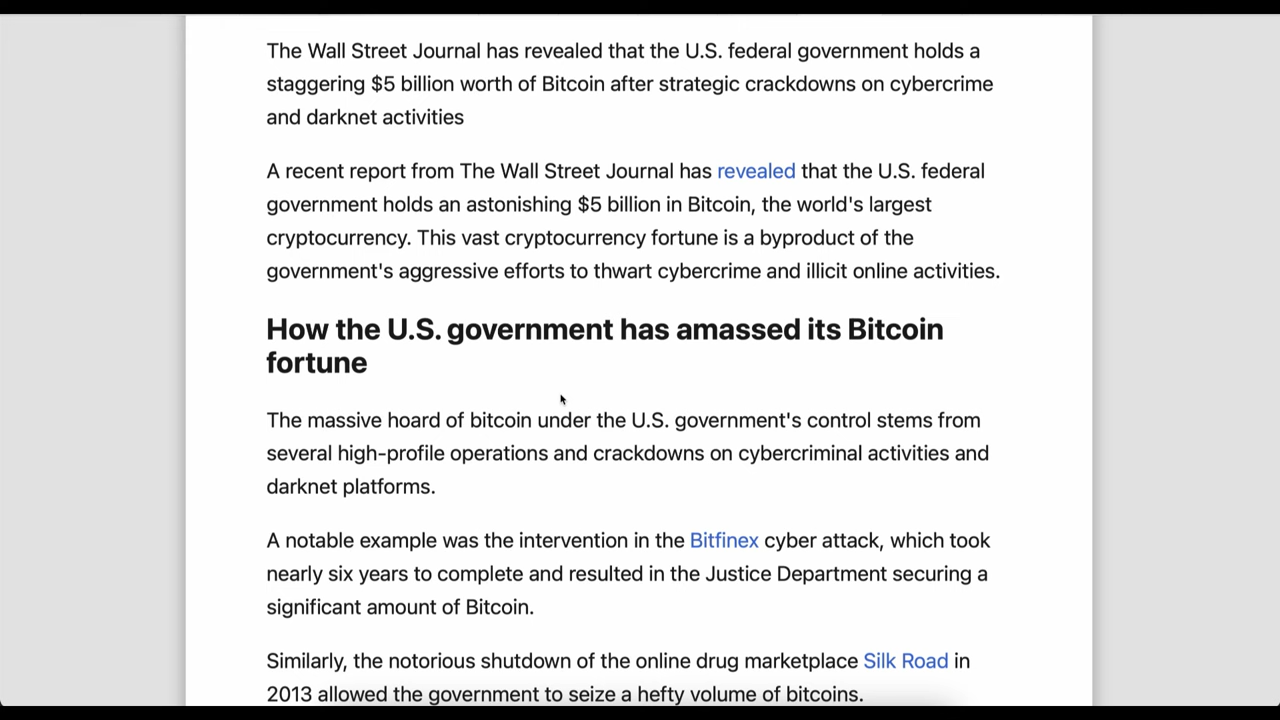 The Wall Street Journal has revealed that the U.S. federal government holds a
staggering $5 billion worth of Bitcoin after strategic crackdowns on cybercrime
and darknet activities
A recent report from The Wall Street Journal has revealed that the U.S. federal
government holds an astonishing $5 billion in Bitcoin, the world's largest
cryptocurrency. This vast cryptocurrency fortune is a byproduct of the
government's aggressive efforts to thwart cybercrime and illicit online activities.
How the U.S. government has amassed its Bitcoin
fortune
The massive hoard of bitcoin under the U.S. government's control stems from
several high-profile operations and crackdowns on cybercriminal activities and
darknet platforms.
A notable example was the intervention in the Bitfinex cyber attack, which took
nearly six years to complete and resulted in the Justice Department securing a
significant amount of Bitcoin.
Similarly, the notorious shutdown of the online drug marketplace Silk Road in
2013 allowed the government to seize a hefty volume of bitcoins.